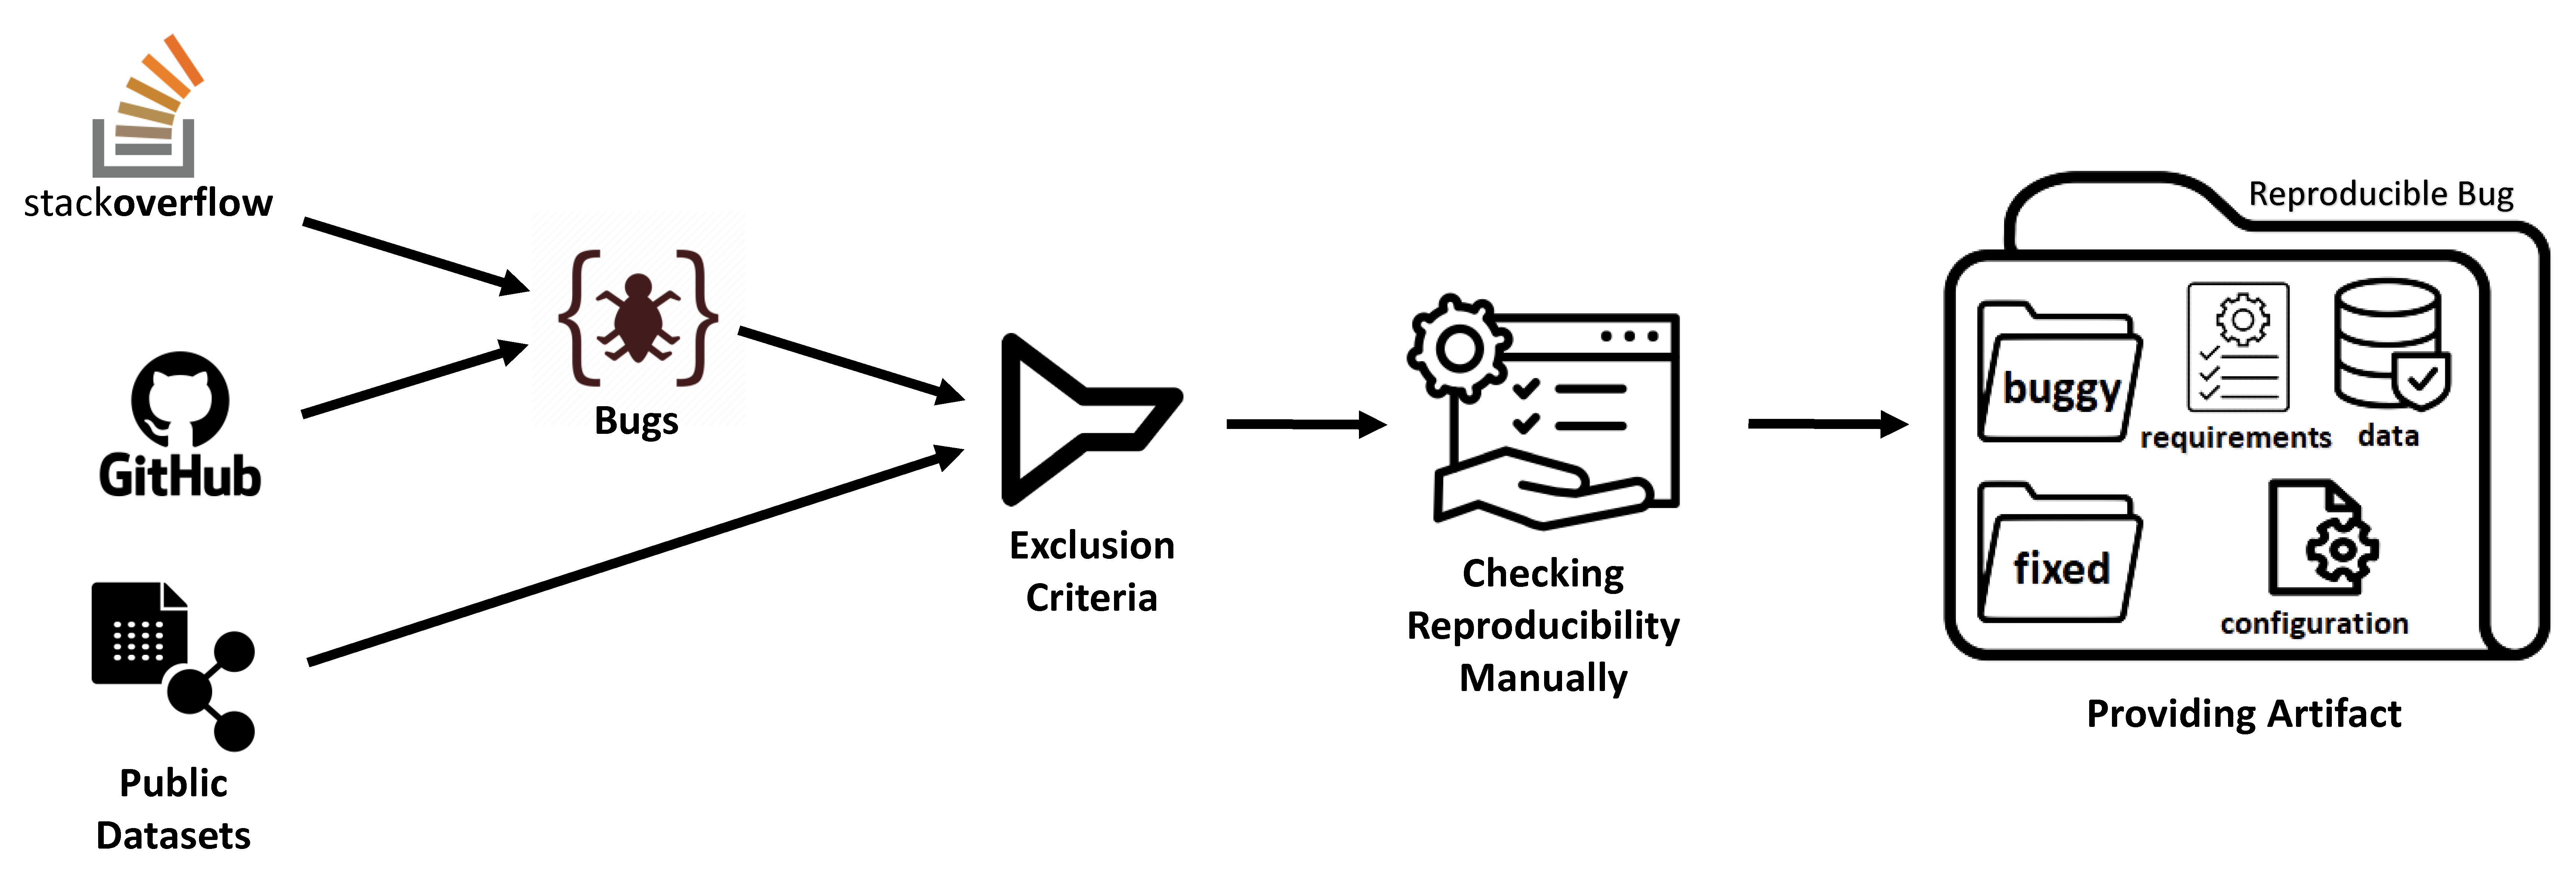 stackoverflow
GitHub
Public
Datasets
Bugs
Exclusion
Criteria
Checking
Reproducibility
Manually
Reproducible Bug
buggy
requirements
data
fixed
configuration
Providing Artifact